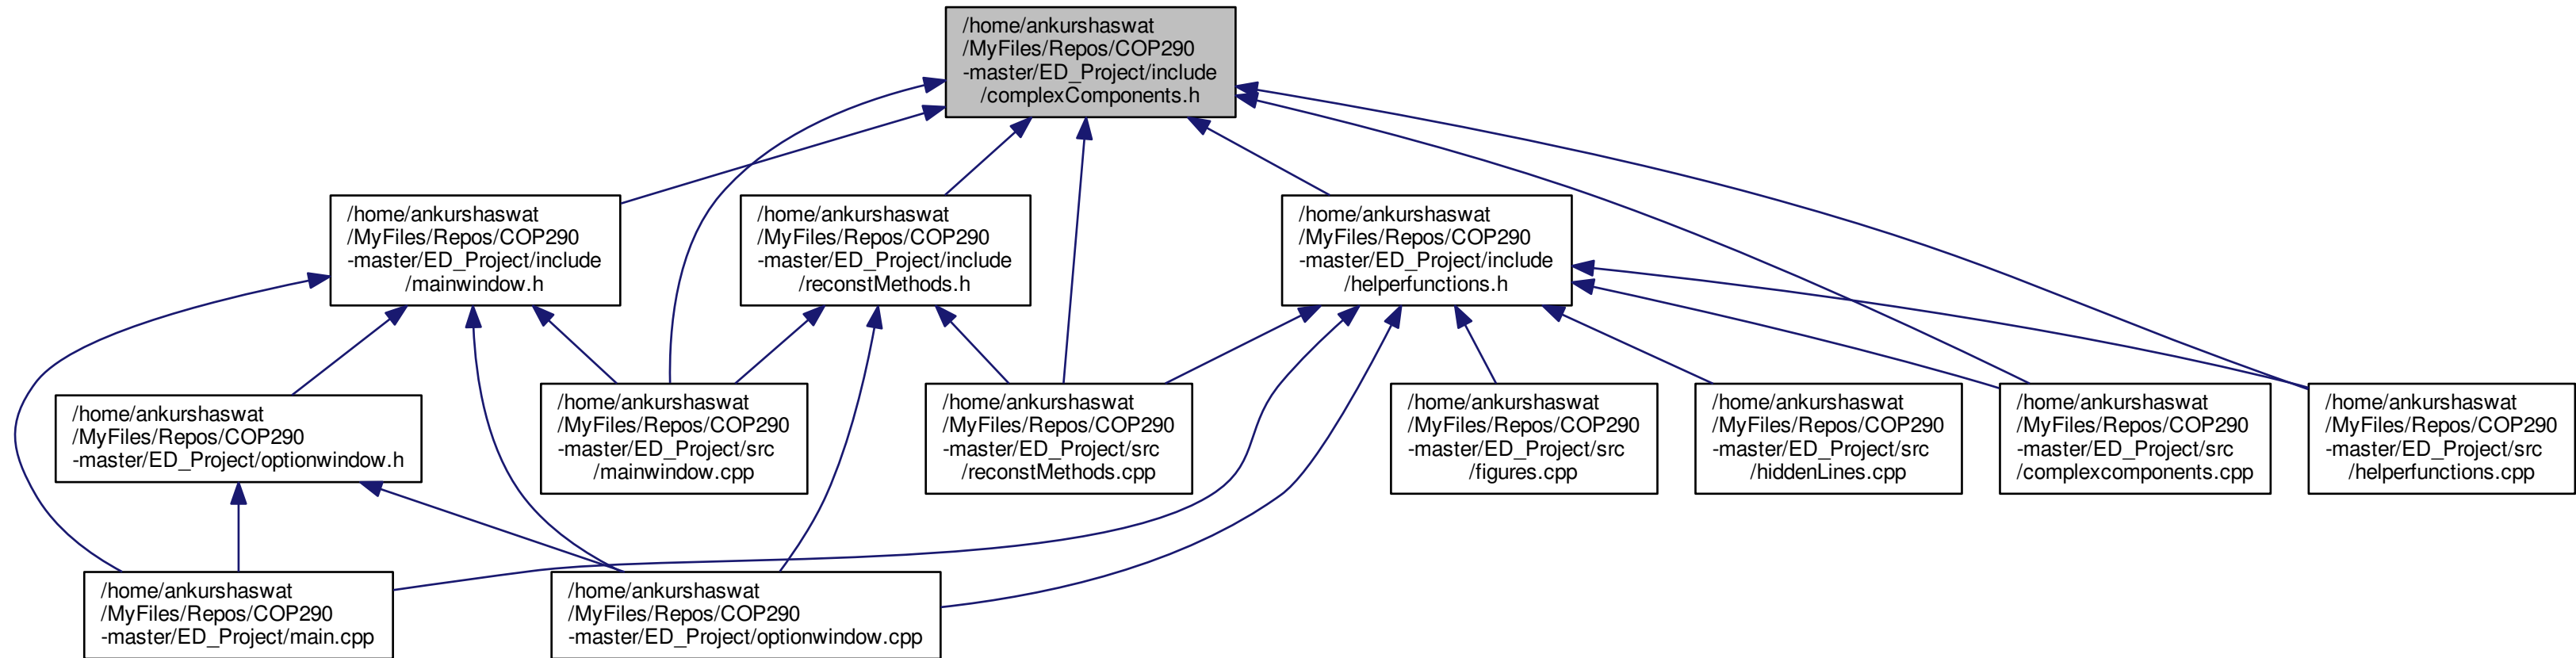 /home/ankurshaswat
/MyFiles/Repos/COP290
-master/ED_Project/include
/complexComponents.h
/home/ankurshaswat
/MyFiles/Repos/COP290
-master/ED_Project/include
/mainwindow.h
/home/ankurshaswat
/MyFiles/Repos/COP290
-master/ED_Project/include
/reconstMethods.h
/home/ankurshaswat
/MyFiles/Repos/COP290
-master/ED_Project/include
/helperfunctions.h
/home/ankurshaswat
/MyFiles/Repos/COP290
-master/ED_Project/optionwindow.h
/home/ankurshaswat
/MyFiles/Repos/COP290
-master/ED_Project/src
/mainwindow.cpp
/home/ankurshaswat
/MyFiles/Repos/COP290
-master/ED_Project/src
/reconstMethods.cpp
/home/ankurshaswat
/MyFiles/Repos/COP290
-master/ED_Project/src
/figures.cpp
/home/ankurshaswat
/MyFiles/Repos/COP290
-master/ED_Project/src
/hiddenLines.cpp
/home/ankurshaswat
/MyFiles/Repos/COP290
-master/ED_Project/src
/complexcomponents.cpp
/home/ankurshaswat
/MyFiles/Repos/COP290
-master/ED_Project/src
/helperfunctions.cpp
/home/ankurshaswat
/MyFiles/Repos/COP290
-master/ED_Project/main.cpp
/home/ankurshaswat
/MyFiles/Repos/COP290
-master/ED_Project/optionwindow.cpp